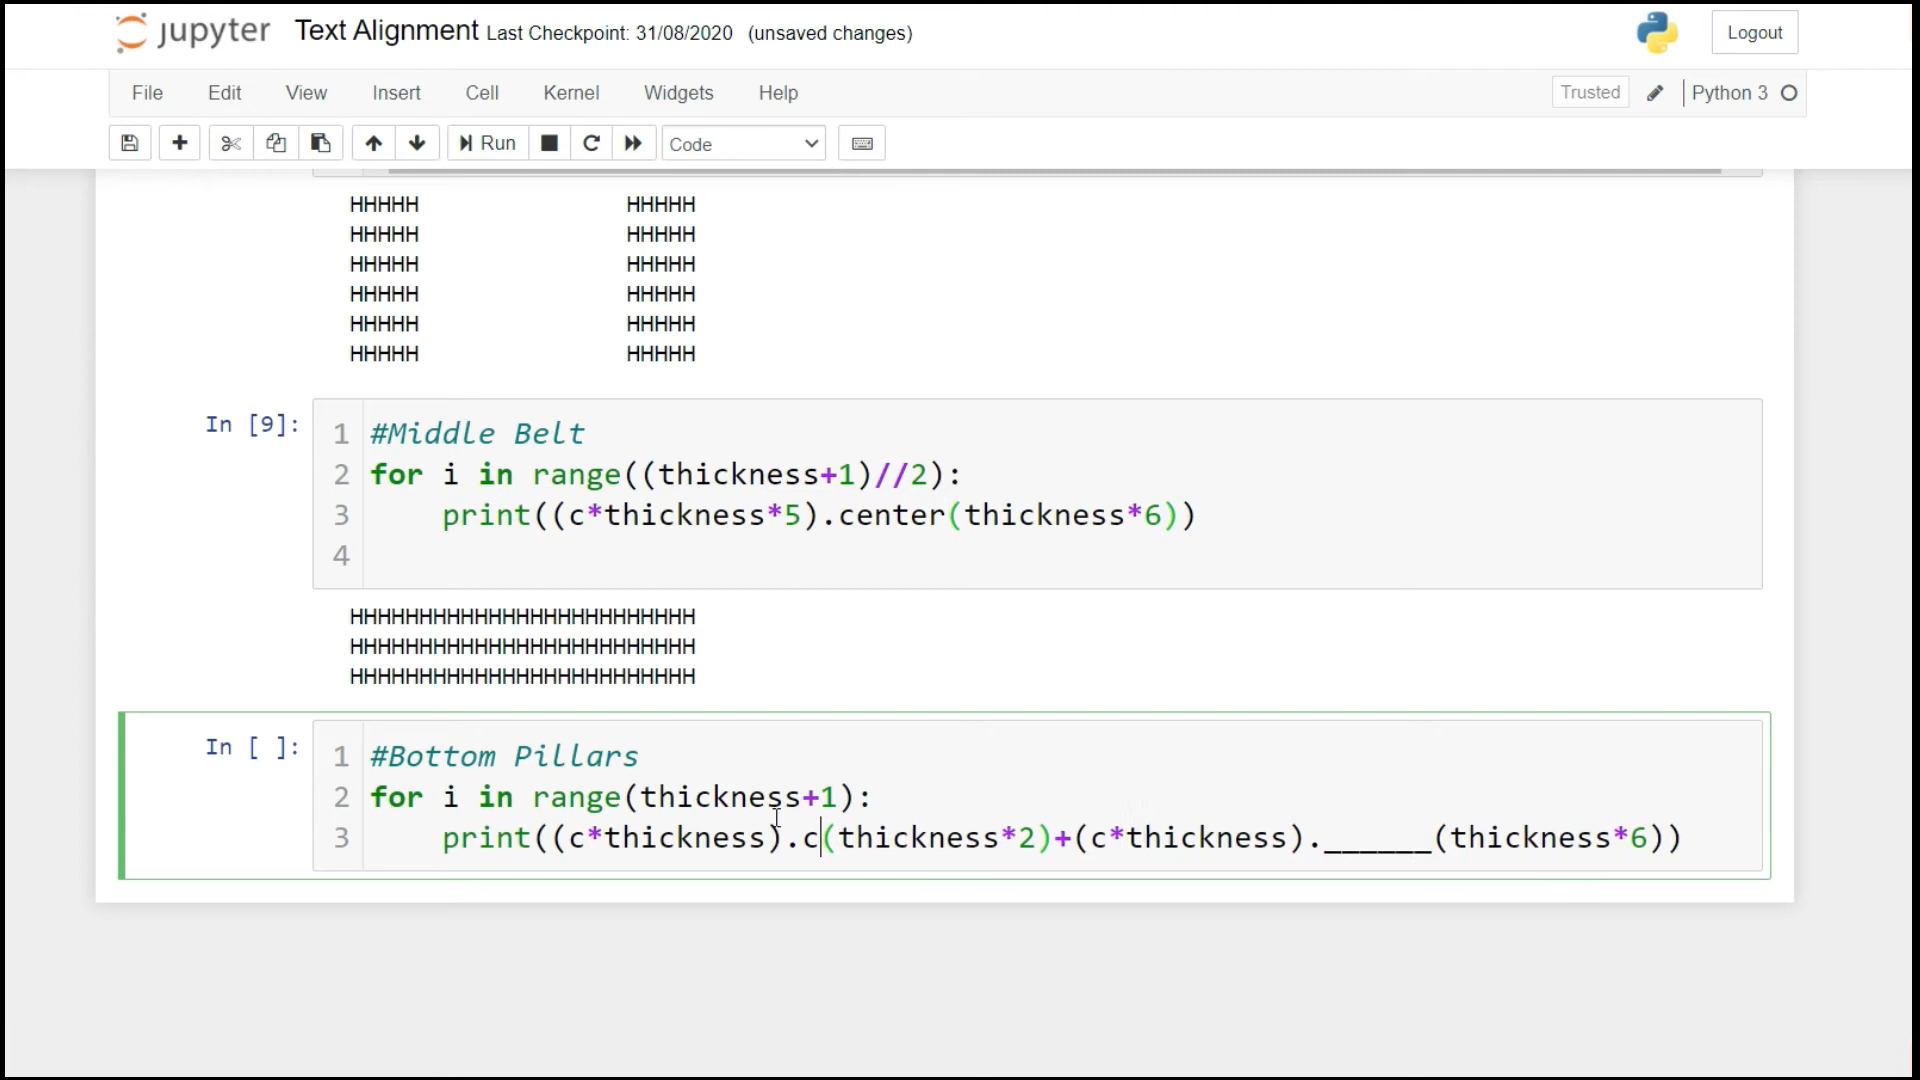 jupyter Text Alignment Last Checkpoint: 31/08/2020 (unsaved changes) Logout
File Edit View Insert Cell Kernel Widgets Help Trusted Python 3
Run Code
HHHHH HHHHH
HHHHH HHHHH
HHHHH HHHHH
HHHHH HHHHH
HHHHH HHHHH
HHHHH HHHHH
In [9]:
1 #Middle Belt
2 for i in range((thickness+1)//2):
3 print((c*thickness*5).center(thickness*6))
4
HHHHHHHHHHHHHHHHHHHHHHHHH
HHHHHHHHHHHHHHHHHHHHHHHHH
HHHHHHHHHHHHHHHHHHHHHHHHH
In [ ]:
1 #Bottom Pillars
2 for i in range(thickness+1):
3 print((c*thickness).c(thickness*2)+(c*thickness).______(thickness*6))